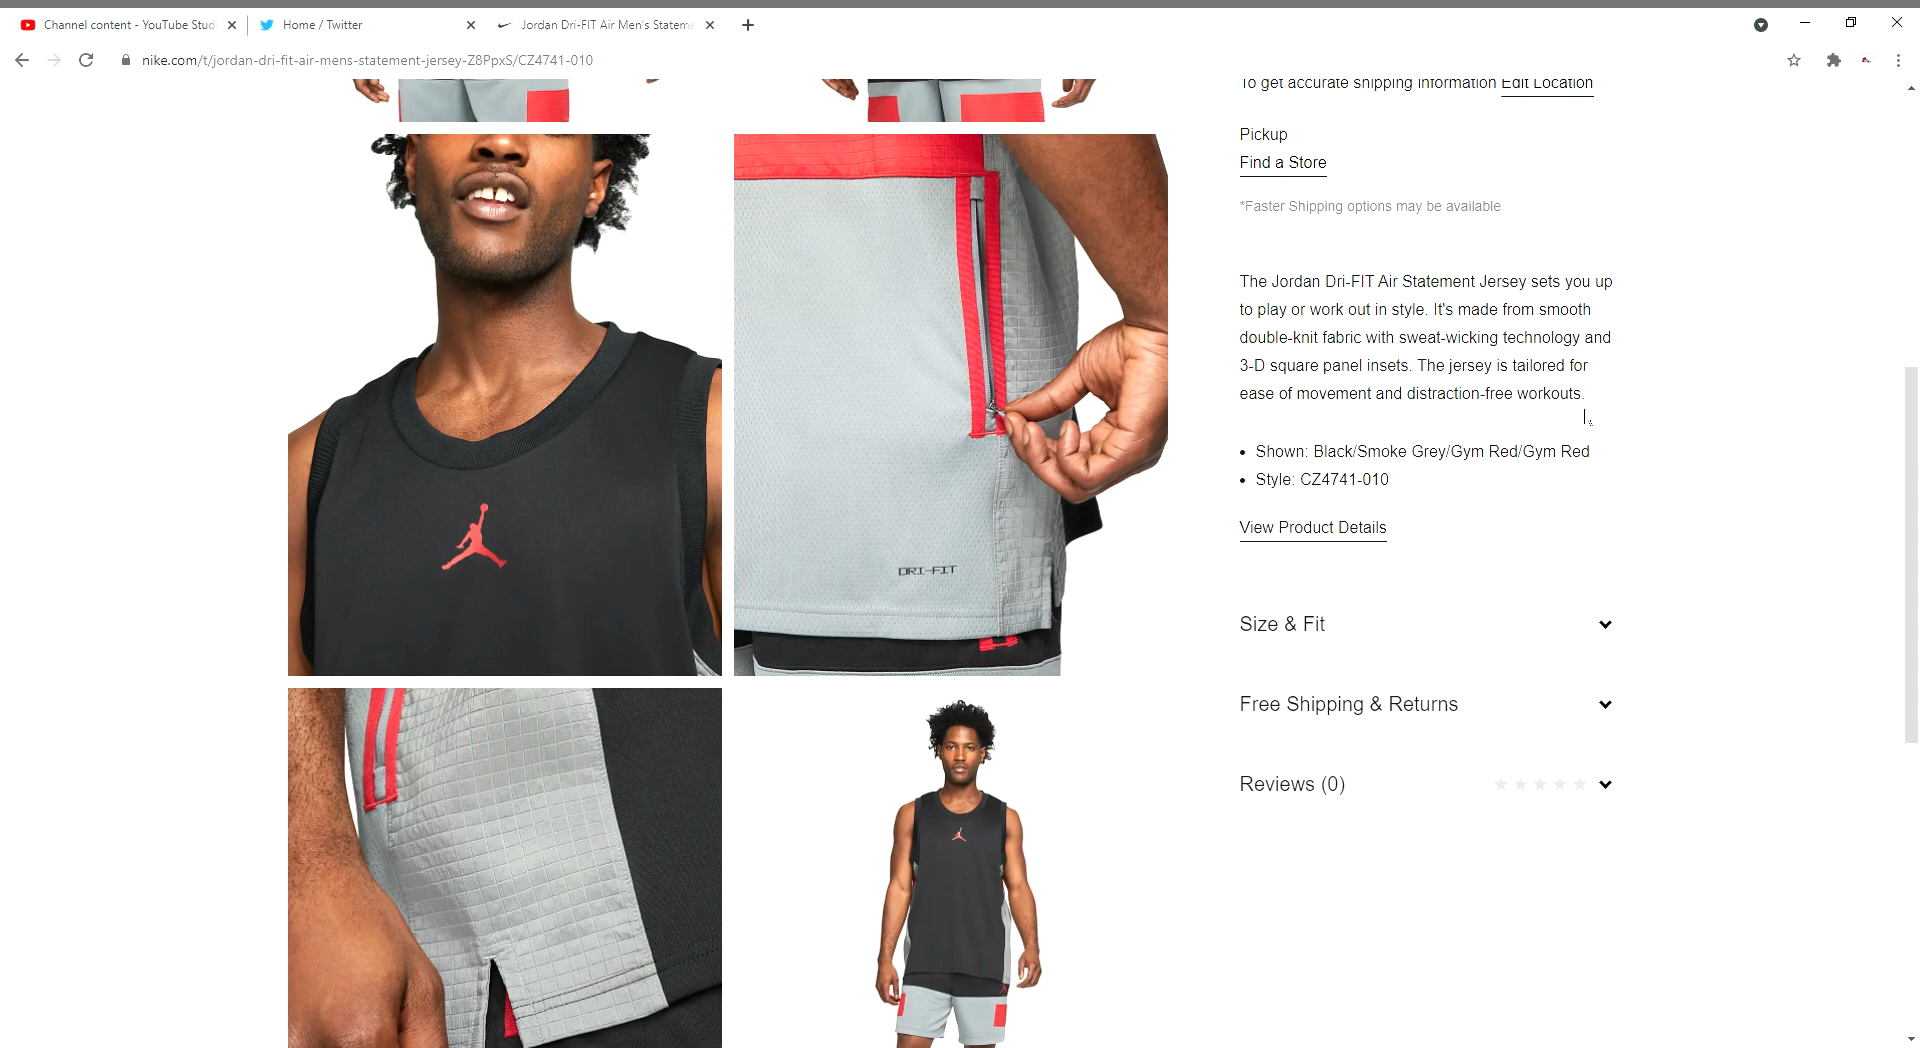 Channel content - YouTube Stud
Home / Twitter
Jordan Dri-FIT Air Men's Stateme
nike.com/t/jordan-dri-fit-air-mens-statement-jersey-Z8PpxS/CZ4741-010
To get accurate shipping information Edit Location
Pickup
Find a Store
*Faster Shipping options may be available
The Jordan Dri-FIT Air Statement Jersey sets you up
to play or work out in style. It's made from smooth
double-knit fabric with sweat-wicking technology and
3-D square panel insets. The jersey is tailored for
ease of movement and distraction-free workouts.
Shown: Black/Smoke Grey/Gym Red/Gym Red
Style: CZ4741-010
View Product Details
DRI-FIT
Size & Fit
Free Shipping & Returns
Reviews (0)